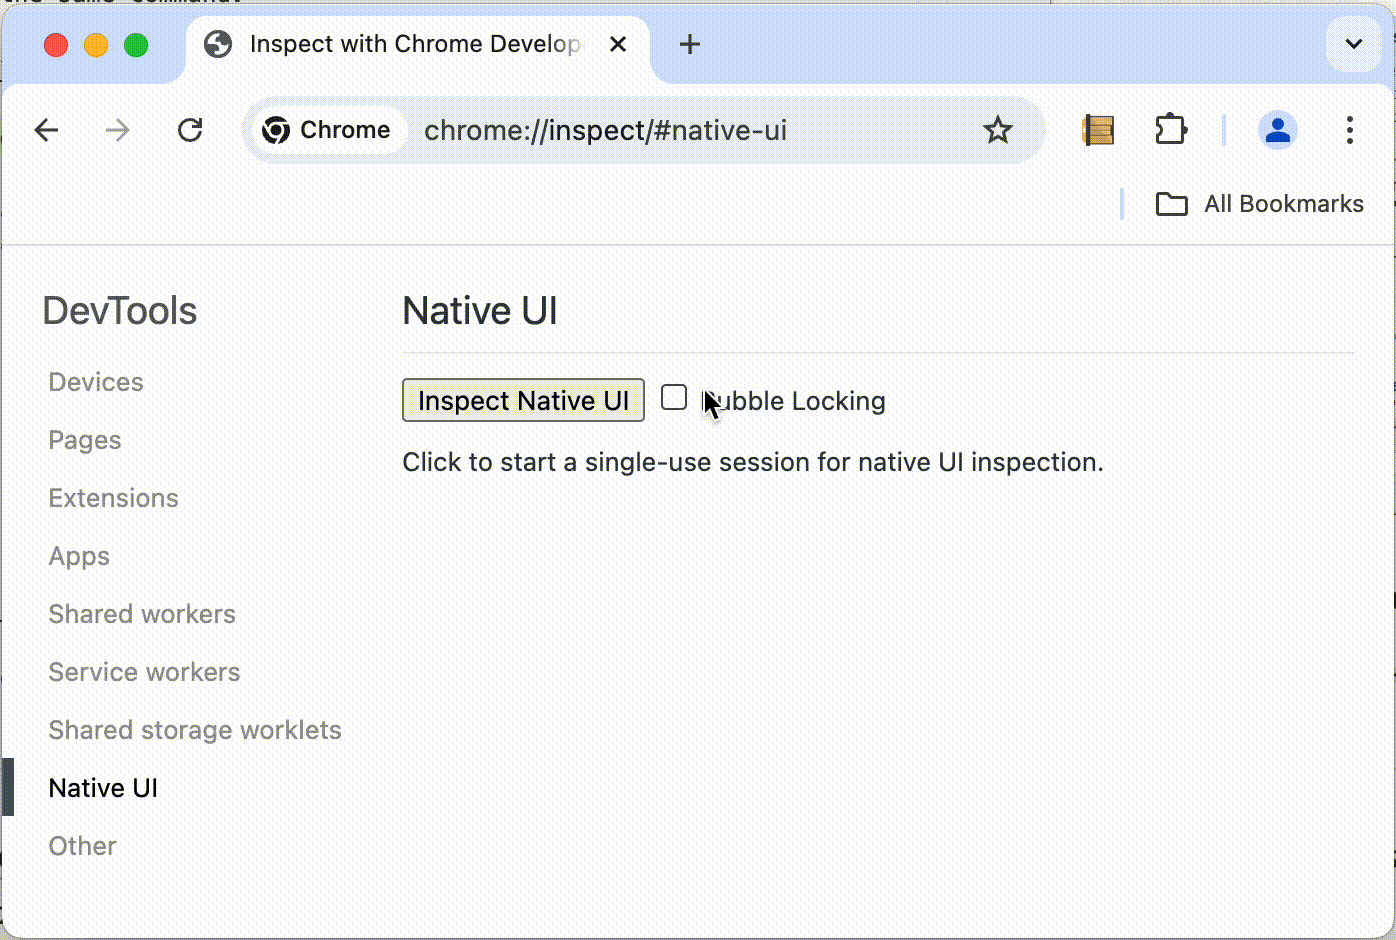 Inspect with Chrome Develop
Chrome
chrome://inspect/#native-ui
All Bookmarks
DevTools
Devices
Pages
Extensions
Apps
Shared workers
Service workers
Shared storage worklets
Native UI
Other
Native UI
Inspect Native UI
Bubble Locking
Click to start a single-use session for native UI inspection.